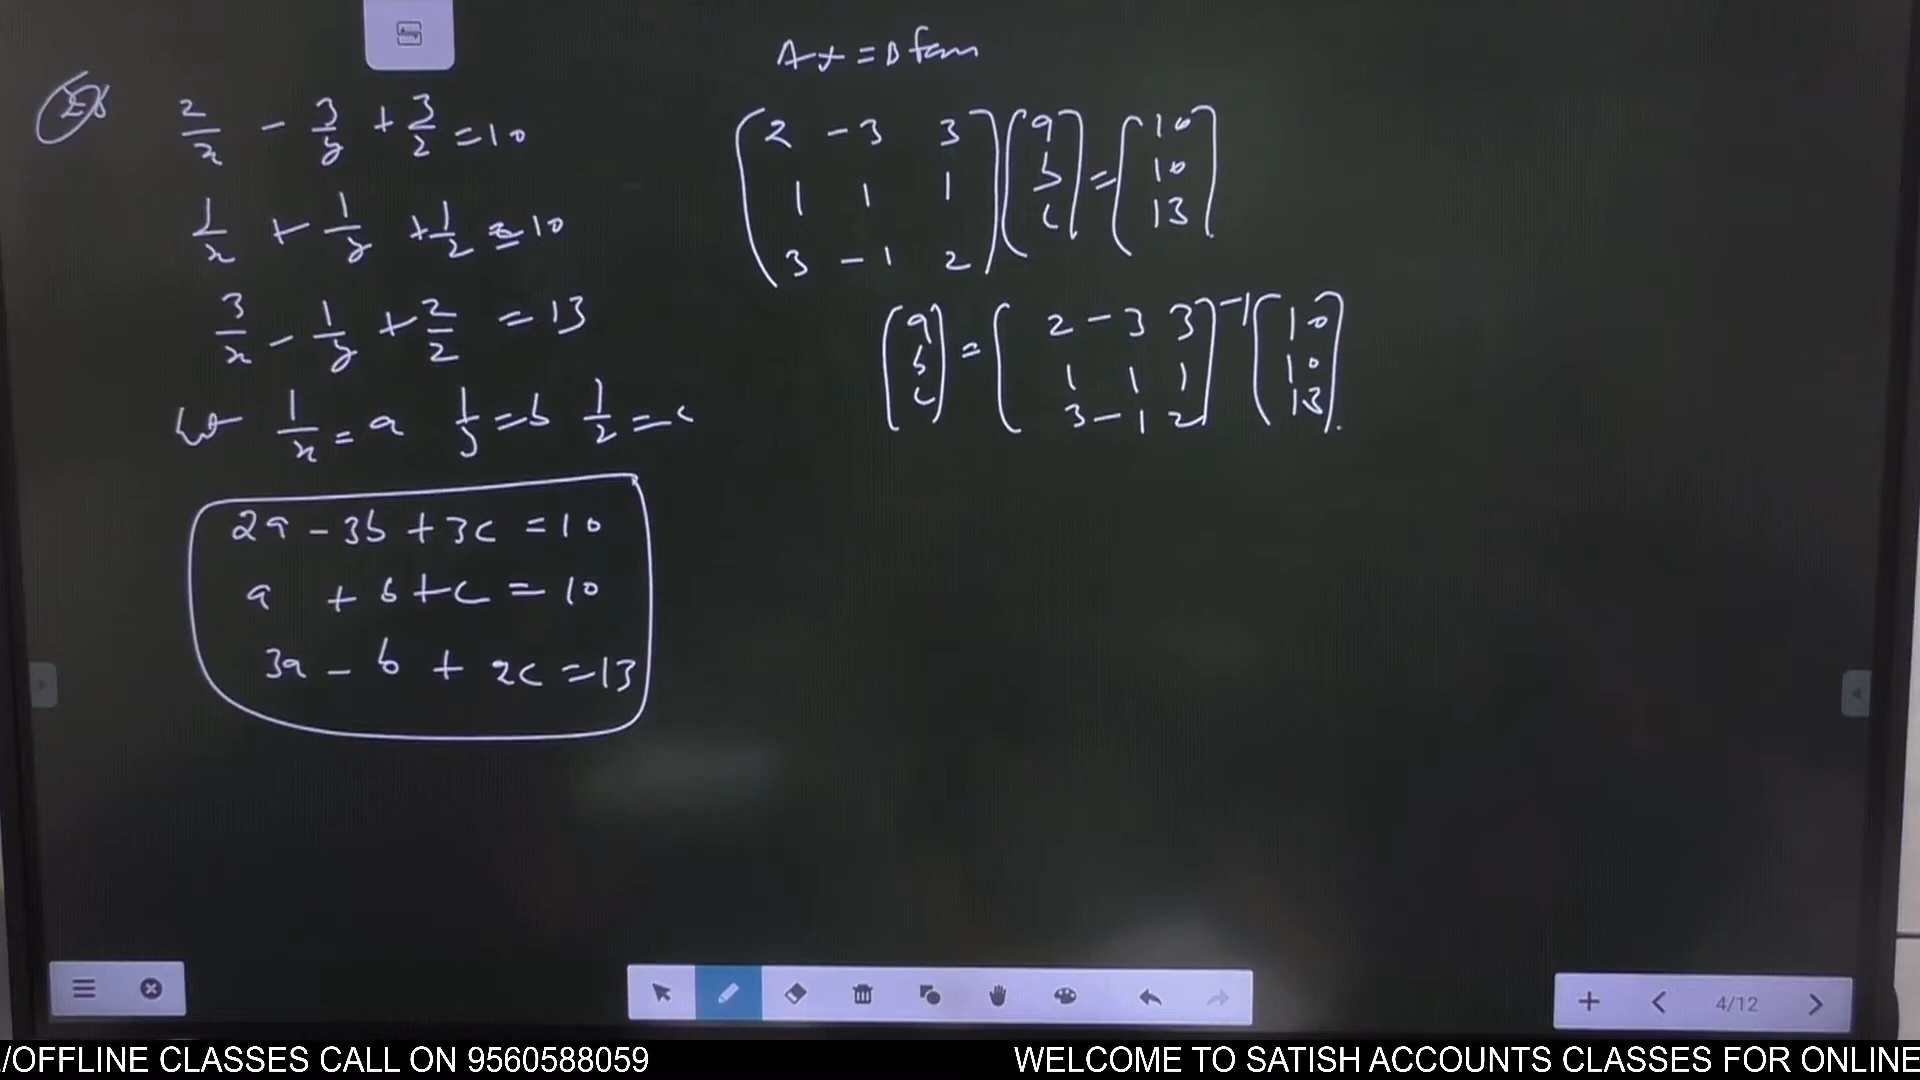 28
2/x - 3/y + 3/z = 10
1/x + 1/y + 1/z = 10
3/x - 1/y + 2/z = 13
Let 1/x = a 1/y = b 1/z = c
2a - 3b + 3c = 10
a + b + c = 10
3a - b + 2c = 13
Ax = B form
( 2 -3 3 ) ( a ) = ( 10 )
1 1 1 b 10
3 -1 2 c 13
( a ) = ( 2 -3 3 )⁻¹ ( 10 )
b 1 1 1 10
c 3 -1 2 13
4/12
/OFFLINE CLASSES CALL ON 9560588059 WELCOME TO SATISH ACCOUNTS CLASSES FOR ONLINE